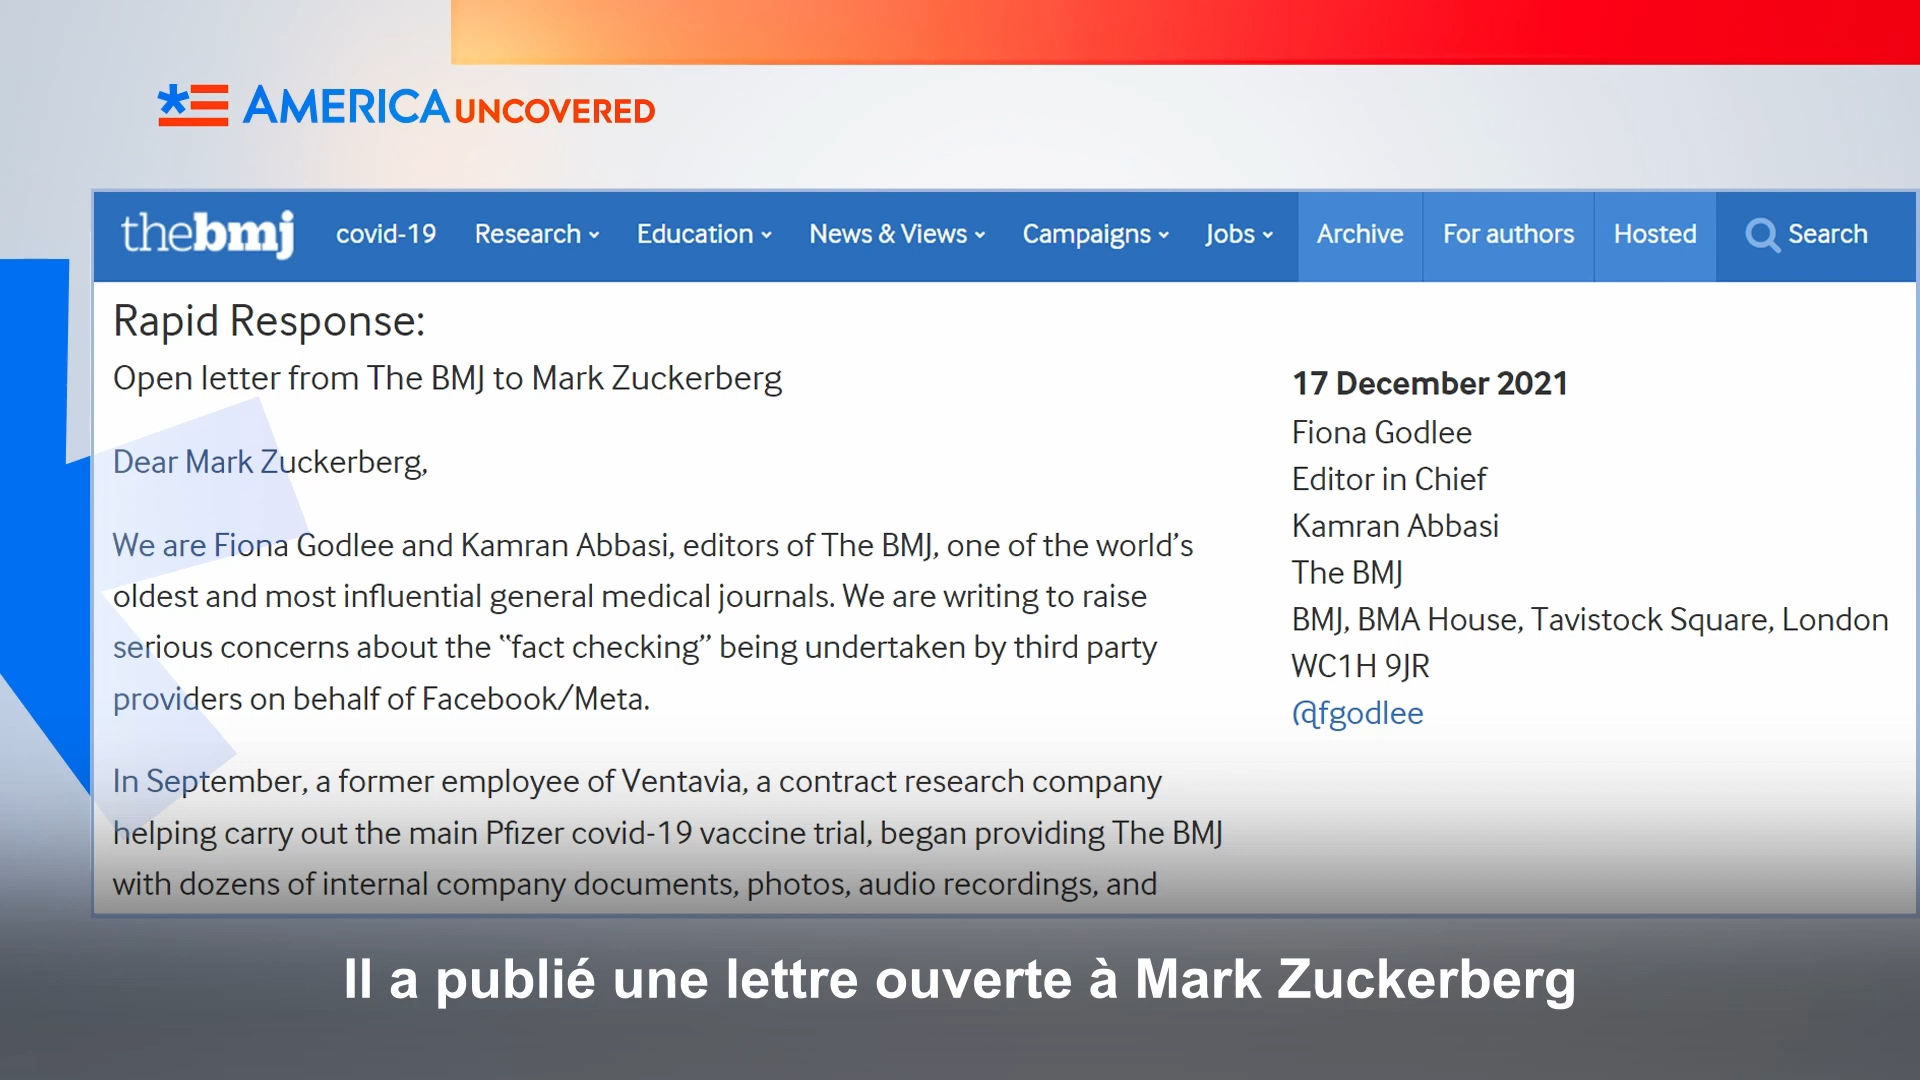 AMERICA UNCOVERED
thebmj covid-19 Research Education News & Views Campaigns Jobs Archive For authors Hosted Search
Rapid Response:
Open letter from The BMJ to Mark Zuckerberg
Dear Mark Zuckerberg,
We are Fiona Godlee and Kamran Abbasi, editors of The BMJ, one of the world’s
oldest and most influential general medical journals. We are writing to raise
serious concerns about the “fact checking” being undertaken by third party
providers on behalf of Facebook/Meta.
In September, a former employee of Ventavia, a contract research company
helping carry out the main Pfizer covid-19 vaccine trial, began providing The BMJ
with dozens of internal company documents, photos, audio recordings, and
17 December 2021
Fiona Godlee
Editor in Chief
Kamran Abbasi
The BMJ
BMJ, BMA House, Tavistock Square, London
WC1H 9JR
@fgodlee
Il a publié une lettre ouverte à Mark Zuckerberg